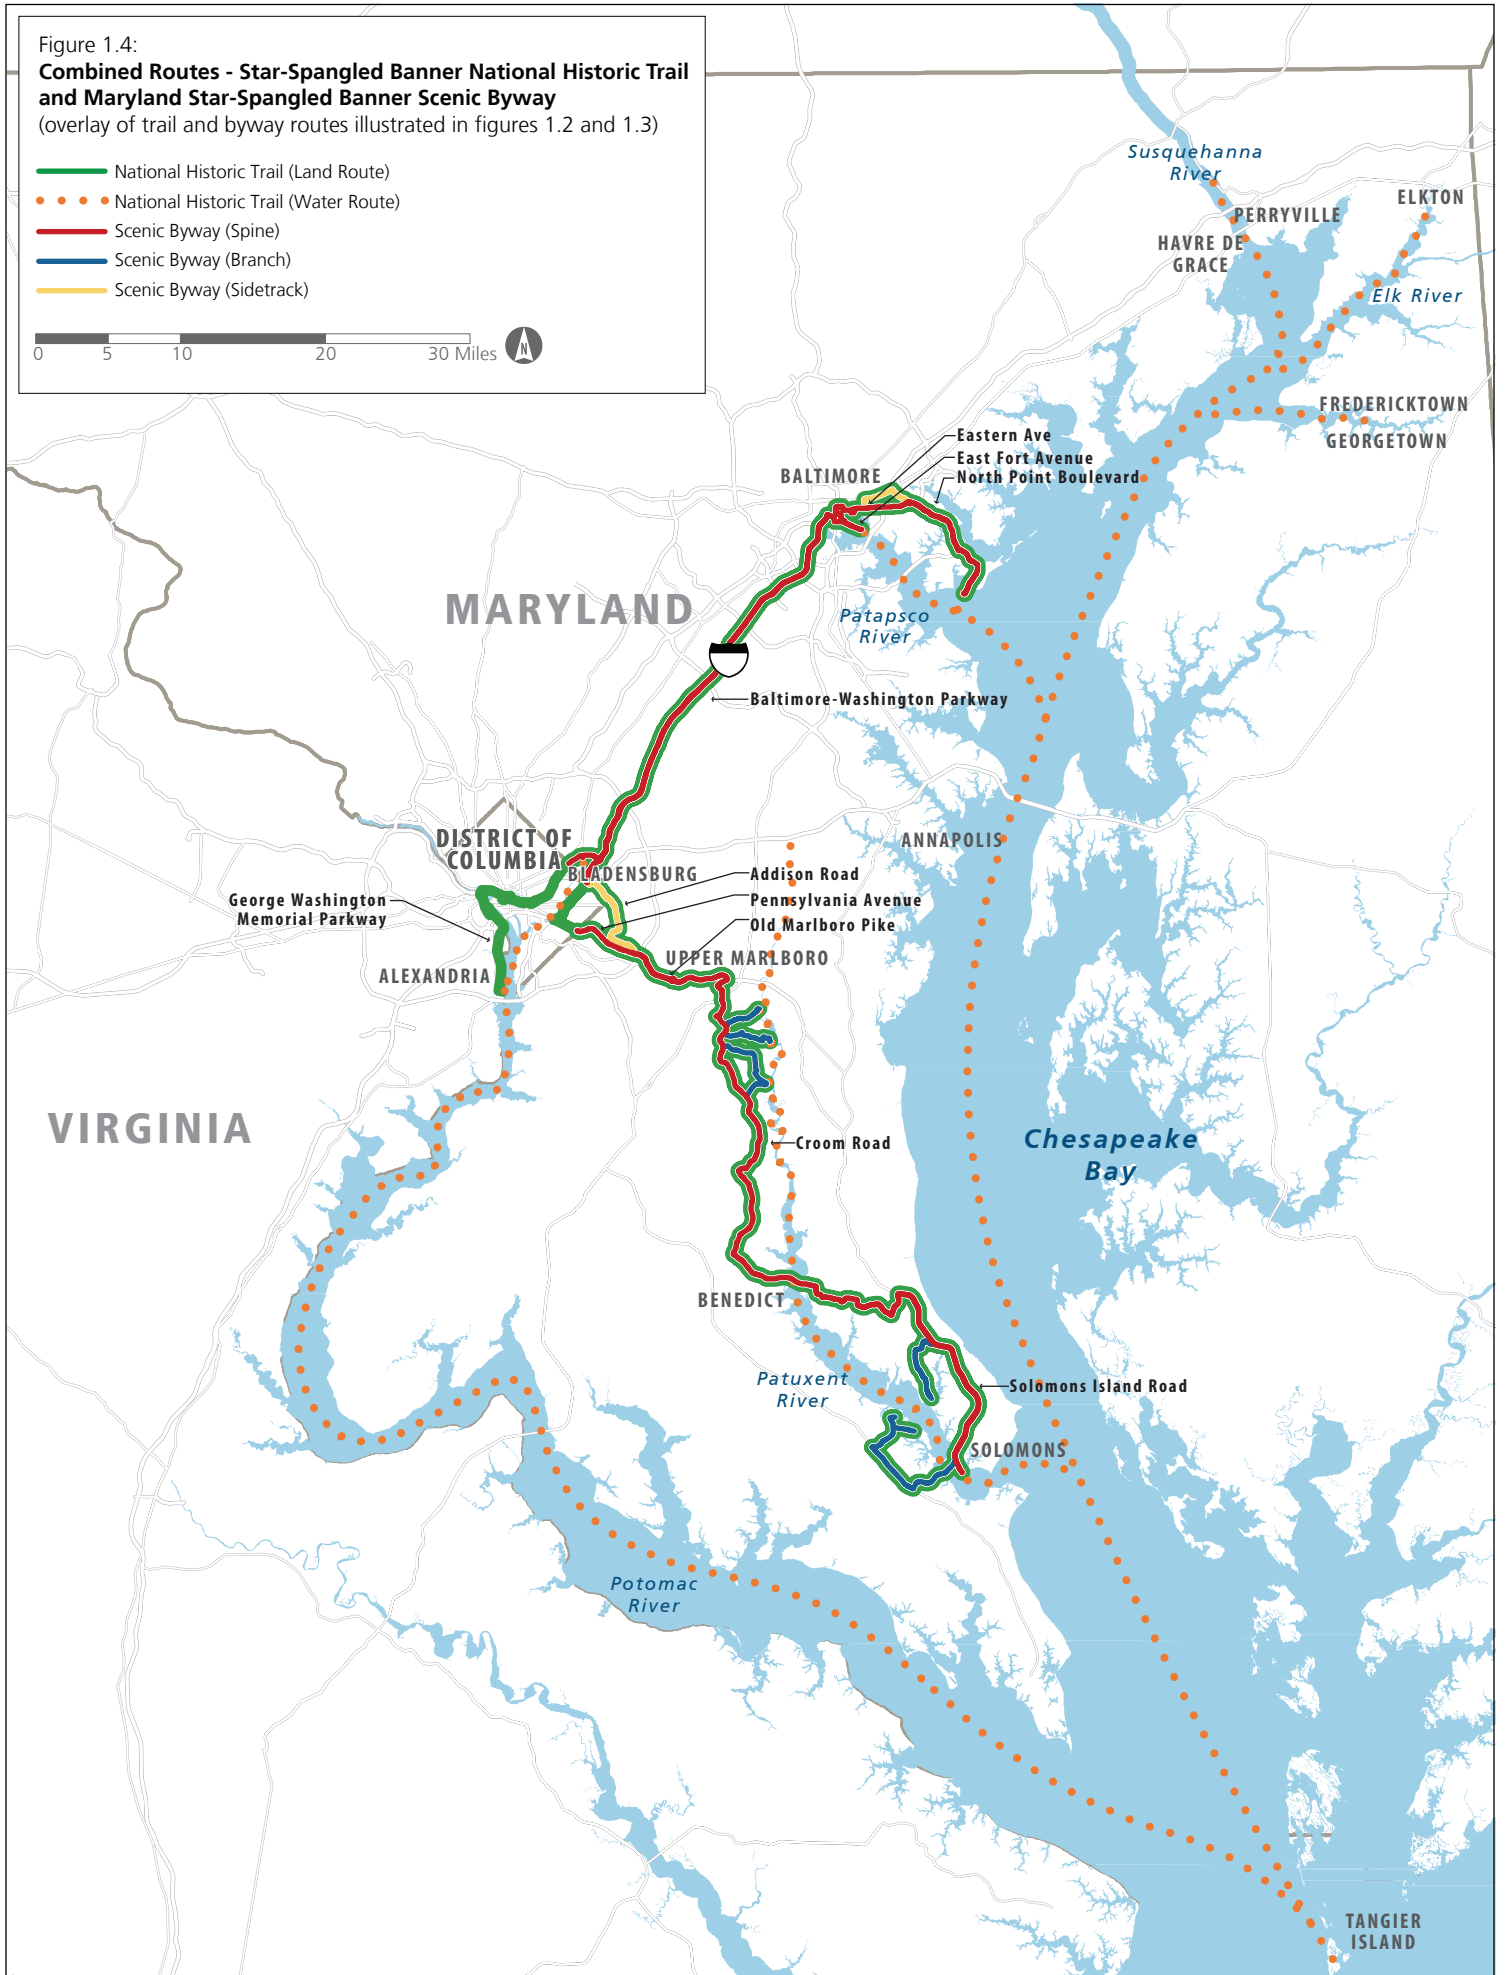 Figure 1.4:
Combined Routes - Star-Spangled Banner National Historic Trail
and Maryland Star-Spangled Banner Scenic Byway
(overlay of trail and byway routes illustrated in figures 1.2 and 1.3)
National Historic Trail (Land Route)
National Historic Trail (Water Route)
Scenic Byway (Spine)
Scenic Byway (Branch)
Scenic Byway (Sidetrack)
0 5 10 20 30 Miles
N
Susquehanna
River
PERRYVILLE
ELKTON
HAVRE DE
GRACE
Elk River
FREDERICKTOWN
GEORGETOWN
Eastern Ave
East Fort Avenue
North Point Boulevard
BALTIMORE
MARYLAND
Patapsco
River
Baltimore-Washington Parkway
DISTRICT OF
COLUMBIA
ANNAPOLIS
BLADENSBURG
Addison Road
Pennsylvania Avenue
Old Marlboro Pike
George Washington
Memorial Parkway
UPPER MARLBORO
ALEXANDRIA
VIRGINIA
Croom Road
Chesapeake
Bay
BENEDICT
Patuxent
River
Solomons Island Road
SOLOMONS
Potomac
River
TANGIER
ISLAND